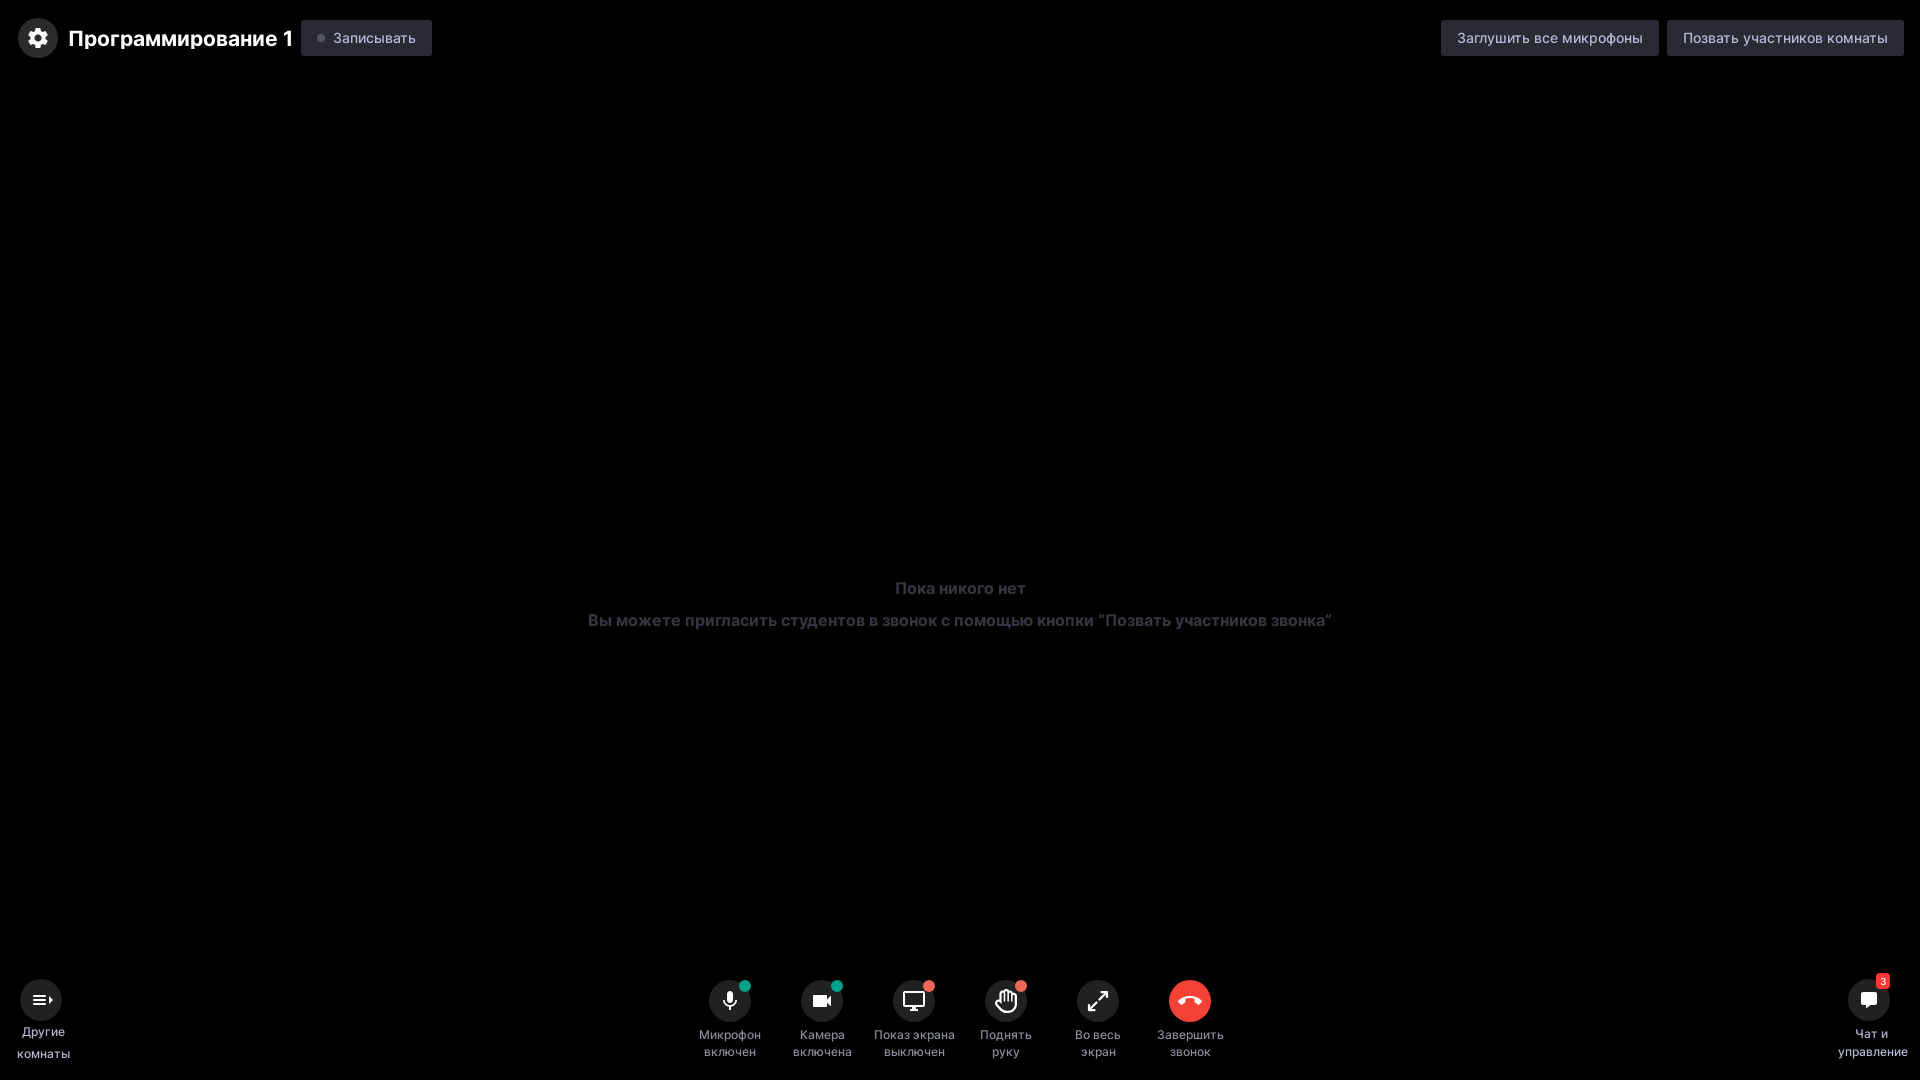 Программирование 1
Записывать
Заглушить все микрофоны
Позвать участников комнаты
Пока никого нет
Вы можете пригласить студентов в звонок с помощью кнопки “Позвать участников звонка”
Другие
комнаты
Микрофон
включен
Камера
включена
Показ экрана
выключен
Поднять
руку
Во весь
экран
Завершить
звонок
3
Чат и
управление